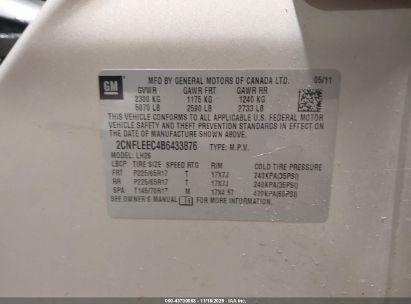 GM
MFD BY GENERAL MOTORS OF CANADA LTD. 05/11
GVWR GAWR FRT GAWR RR
2300 KG 1175 KG 1240 KG
5070 LB 2590 LB 2733 LB
THIS VEHICLE CONFORMS TO ALL APPLICABLE U.S. FEDERAL MOTOR
VEHICLE SAFETY AND THEFT PREVENTION STANDARDS IN EFFECT ON
THE DATE OF MANUFACTURE SHOWN ABOVE.
2CNFLEEC4B6433876 TYPE: M.P.V.
MODEL: LH26
LBCP TIRE SIZE SPEED RTG RIM COLD TIRE PRESSURE
FRT P225/65R17 T 17X7J 240KPA(35PSI)
RR P225/65R17 T 17X7J 240KPA(35PSI)
SPA T145/70R17 M 420KPA(60PSI)
SEE OWNER'S MANUAL FOR MORE INFORMATION.